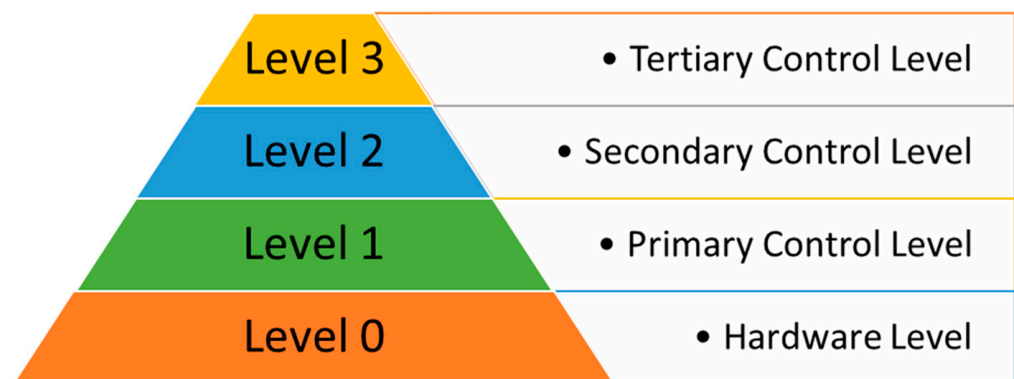 Level 3
• Tertiary Control Level
Level 2
• Secondary Control Level
Level 1
• Primary Control Level
Level 0
• Hardware Level